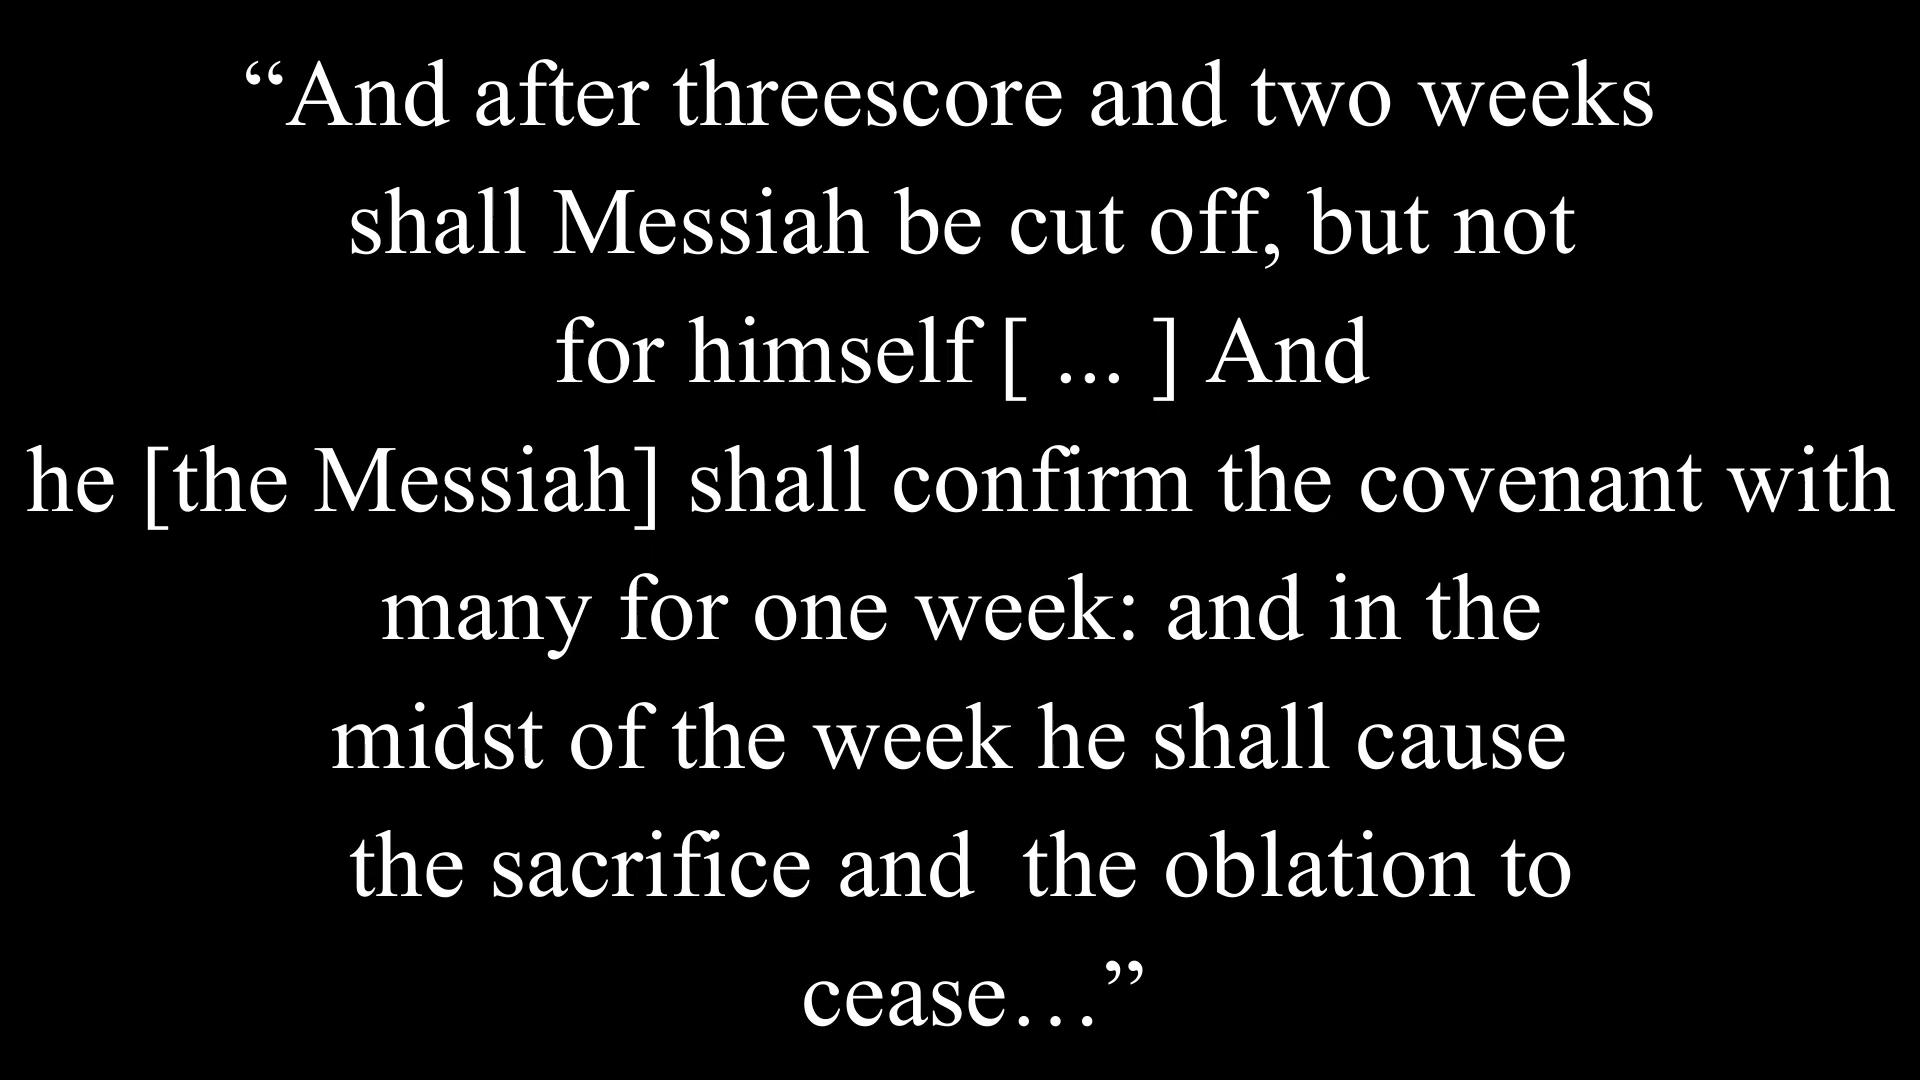 “And after threescore and two weeks
shall Messiah be cut off, but not
for himself [ ... ] And
he [the Messiah] shall confirm the covenant with
many for one week: and in the
midst of the week he shall cause
the sacrifice and  the oblation to
cease…”